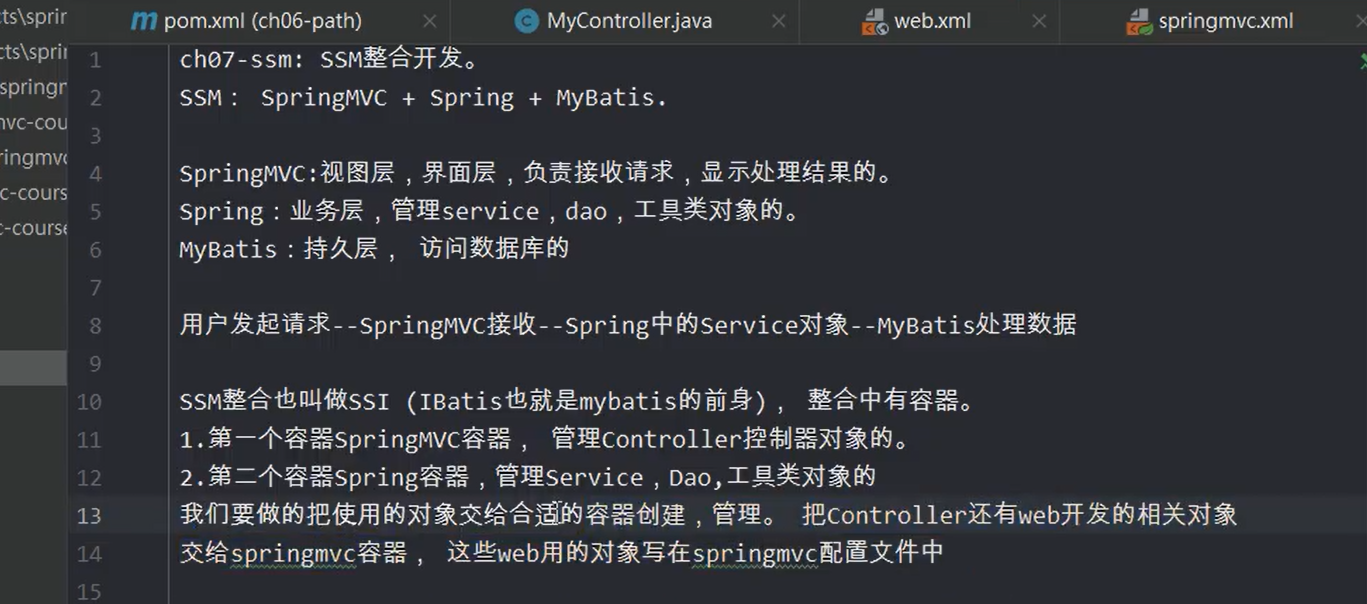 pom.xml (ch06-path)
MyController.java
web.xml
springmvc.xml
1 ch07-ssm: SSM整合开发。
2 SSM： SpringMVC + Spring + MyBatis.
3
4 SpringMVC:视图层，界面层，负责接收请求，显示处理结果的。
5 Spring：业务层，管理service，dao，工具类对象的。
6 MyBatis：持久层， 访问数据库的
7
8 用户发起请求--SpringMVC接收--Spring中的Service对象--MyBatis处理数据
9
10 SSM整合也叫做SSI (IBatis也就是mybatis的前身)， 整合中有容器。
11 1.第一个容器SpringMVC容器， 管理Controller控制器对象的。
12 2.第二个容器Spring容器，管理Service，Dao,工具类对象的
13 我们要做的把使用的对象交给合适的容器创建，管理。 把Controller还有web开发的相关对象
14 交给springmvc容器， 这些web用的对象写在springmvc配置文件中
15